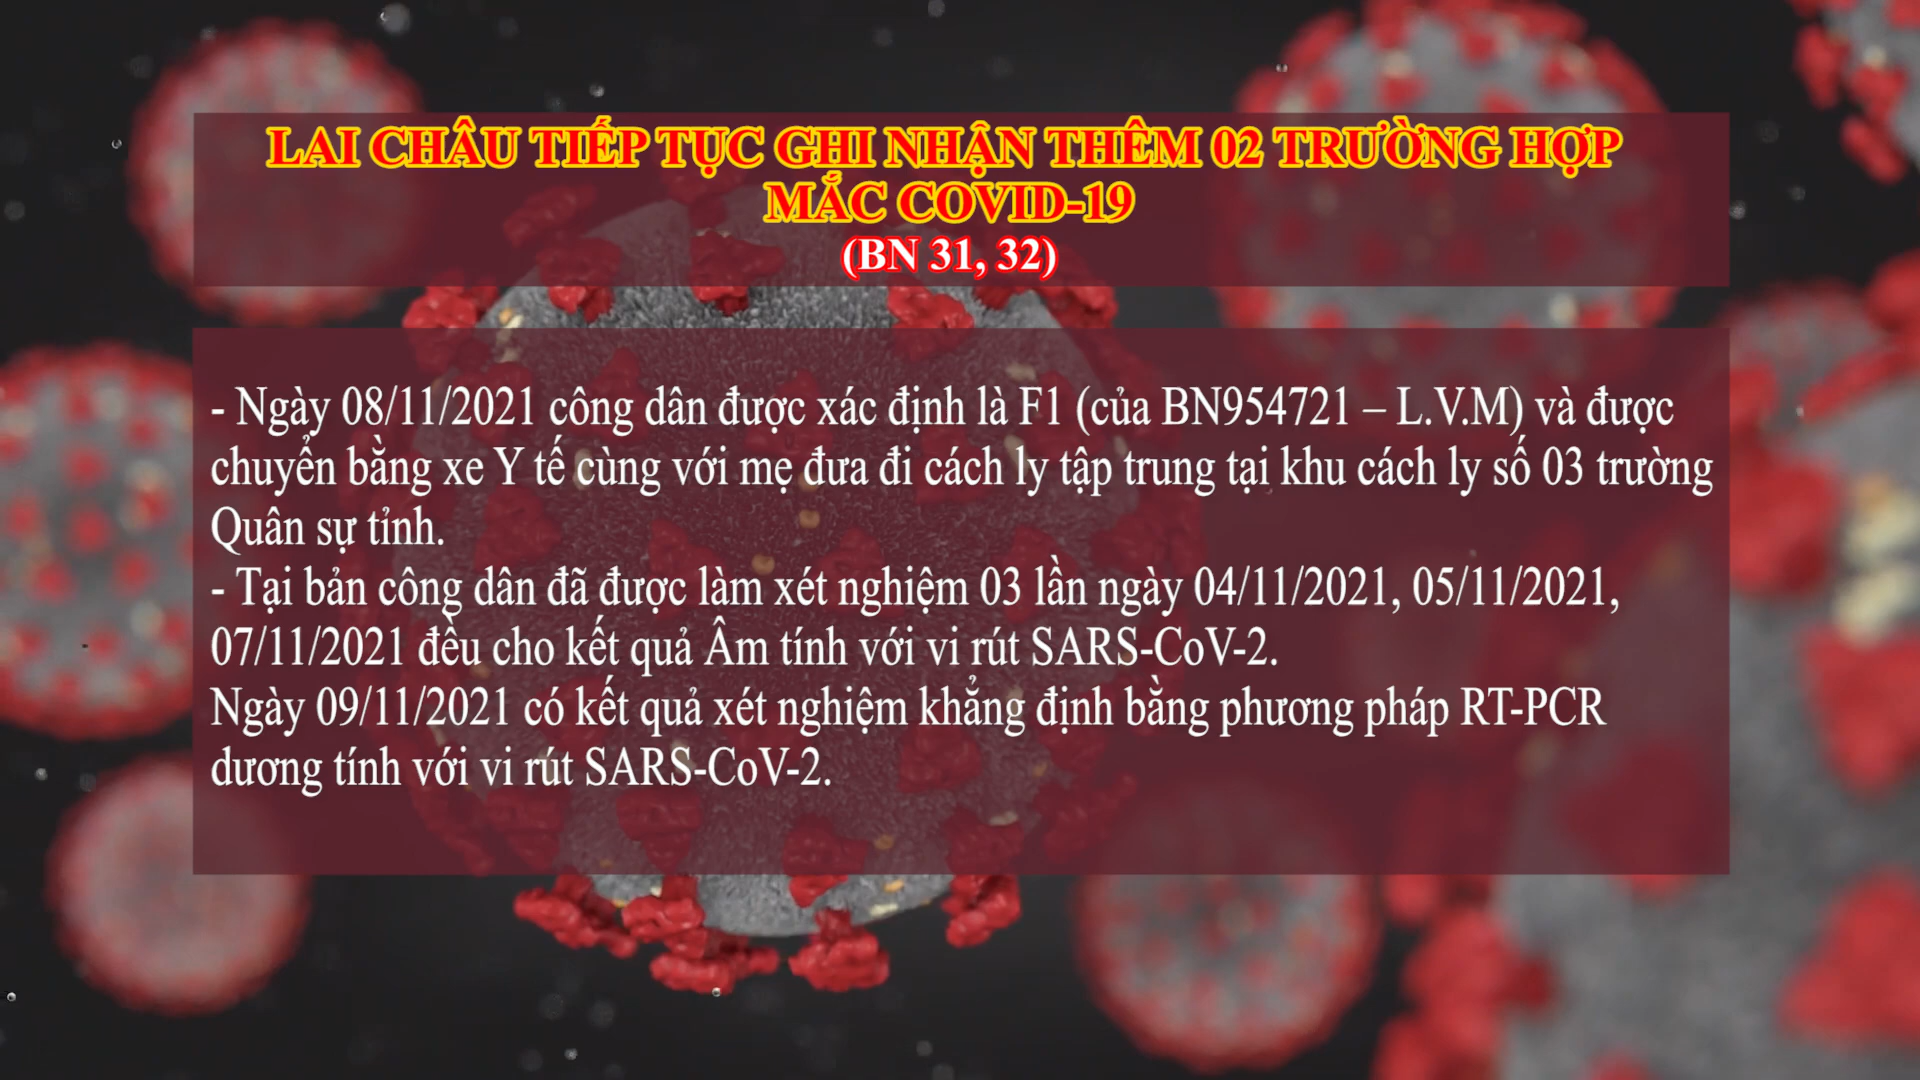 LAI CHÂU TIẾP TỤC GHI NHẬN THÊM 02 TRƯỜNG HỢP
MẮC COVID-19
(BN 31, 32)
- Ngày 08/11/2021 công dân được xác định là F1 (của BN954721 – L.V.M) và được
chuyển bằng xe Y tế cùng với mẹ đưa đi cách ly tập trung tại khu cách ly số 03 trường
Quân sự tỉnh.
- Tại bản công dân đã được làm xét nghiệm 03 lần ngày 04/11/2021, 05/11/2021,
07/11/2021 đều cho kết quả Âm tính với vi rút SARS-CoV-2.
Ngày 09/11/2021 có kết quả xét nghiệm khẳng định bằng phương pháp RT-PCR
dương tính với vi rút SARS-CoV-2.